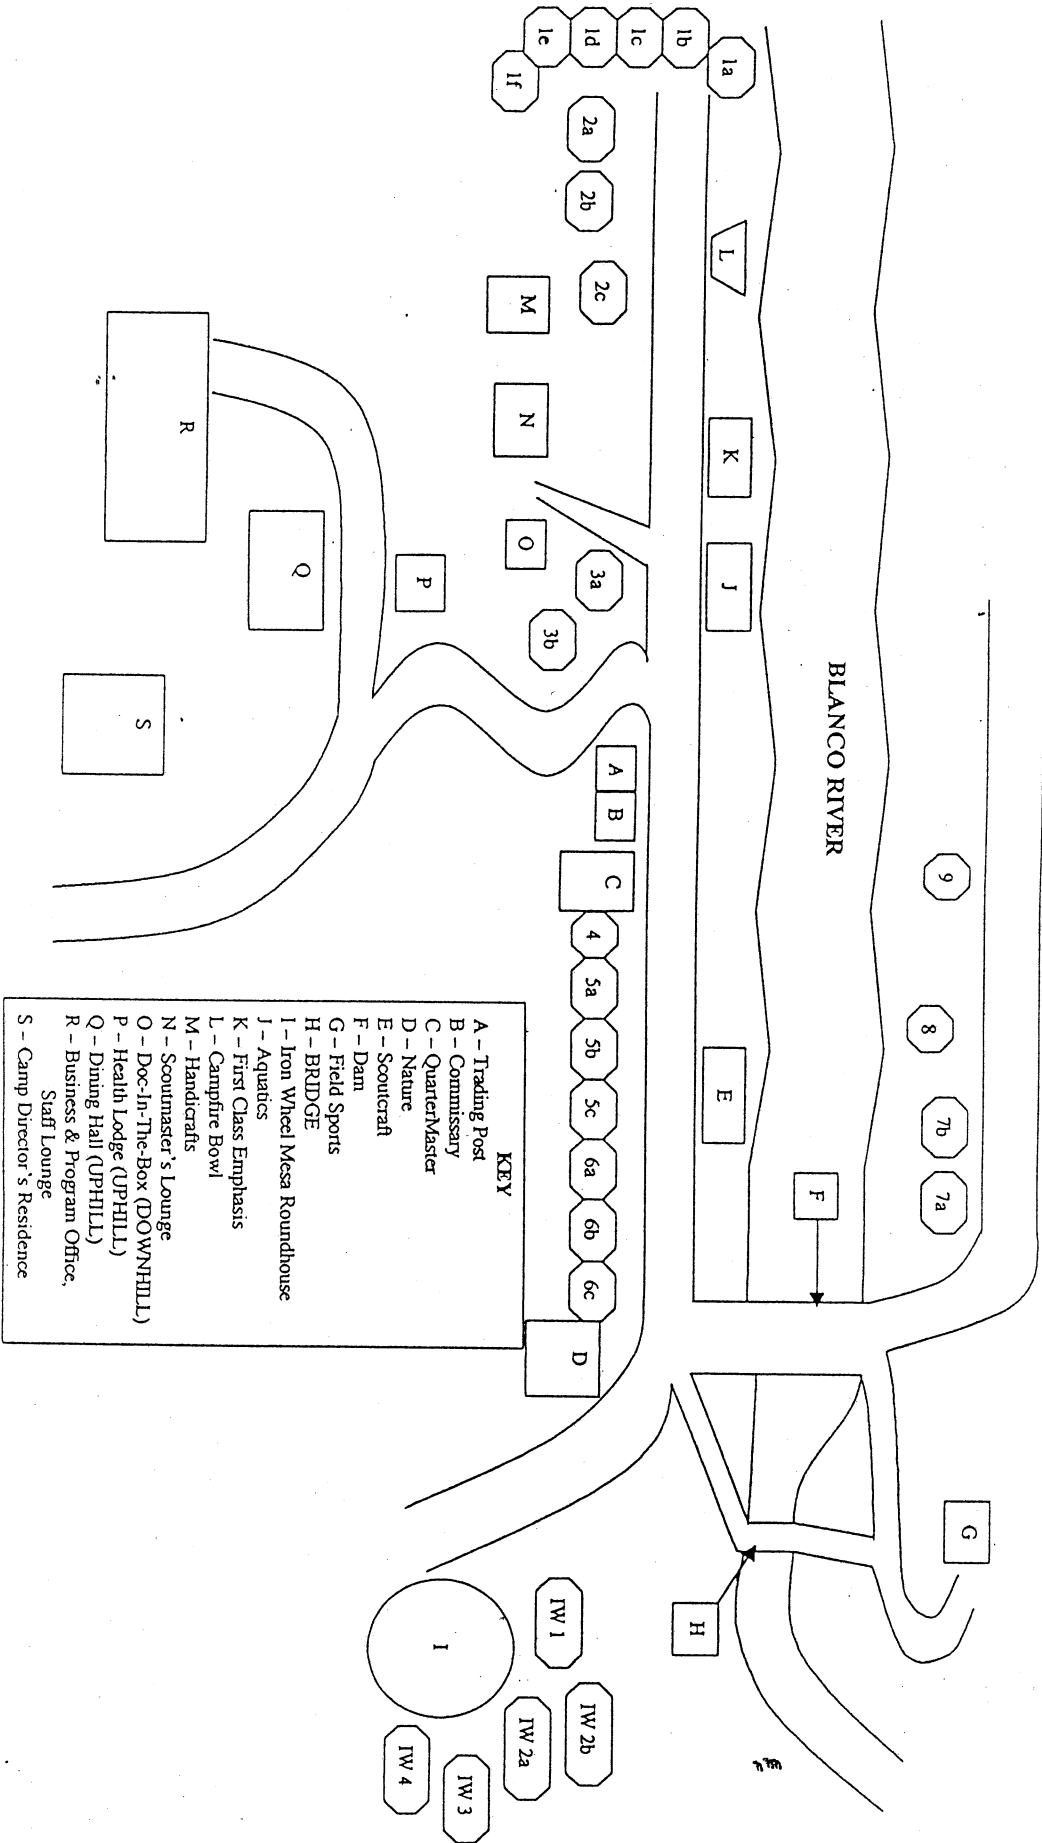 1a
1b
1c
1d
1e
1f
2a
2b
2c
L
M
N
K
J
O
3a
3b
P
R
Q
S
BLANCO RIVER
9
8
7b
7a
A
B
C
4
5a
5b
5c
6a
6b
6c
D
E
F
G
H
I
IW 1
IW 2b
IW 2a
IW 3
IW 4
KEY
A – Trading Post
B – Commissary
C – QuarterMaster
D – Nature
E – Scoutcraft
F – Dam
G – Field Sports
H – BRIDGE
I – Iron Wheel Mesa Roundhouse
J – Aquatics
K – First Class Emphasis
L – Campfire Bowl
M – Handicrafts
N – Scoutmaster's Lounge
O – Doc-In-The-Box (DOWNHILL)
P – Health Lodge (UPHILL)
Q – Dining Hall (UPHILL)
R – Business & Program Office,
Staff Lounge
S – Camp Director's Residence